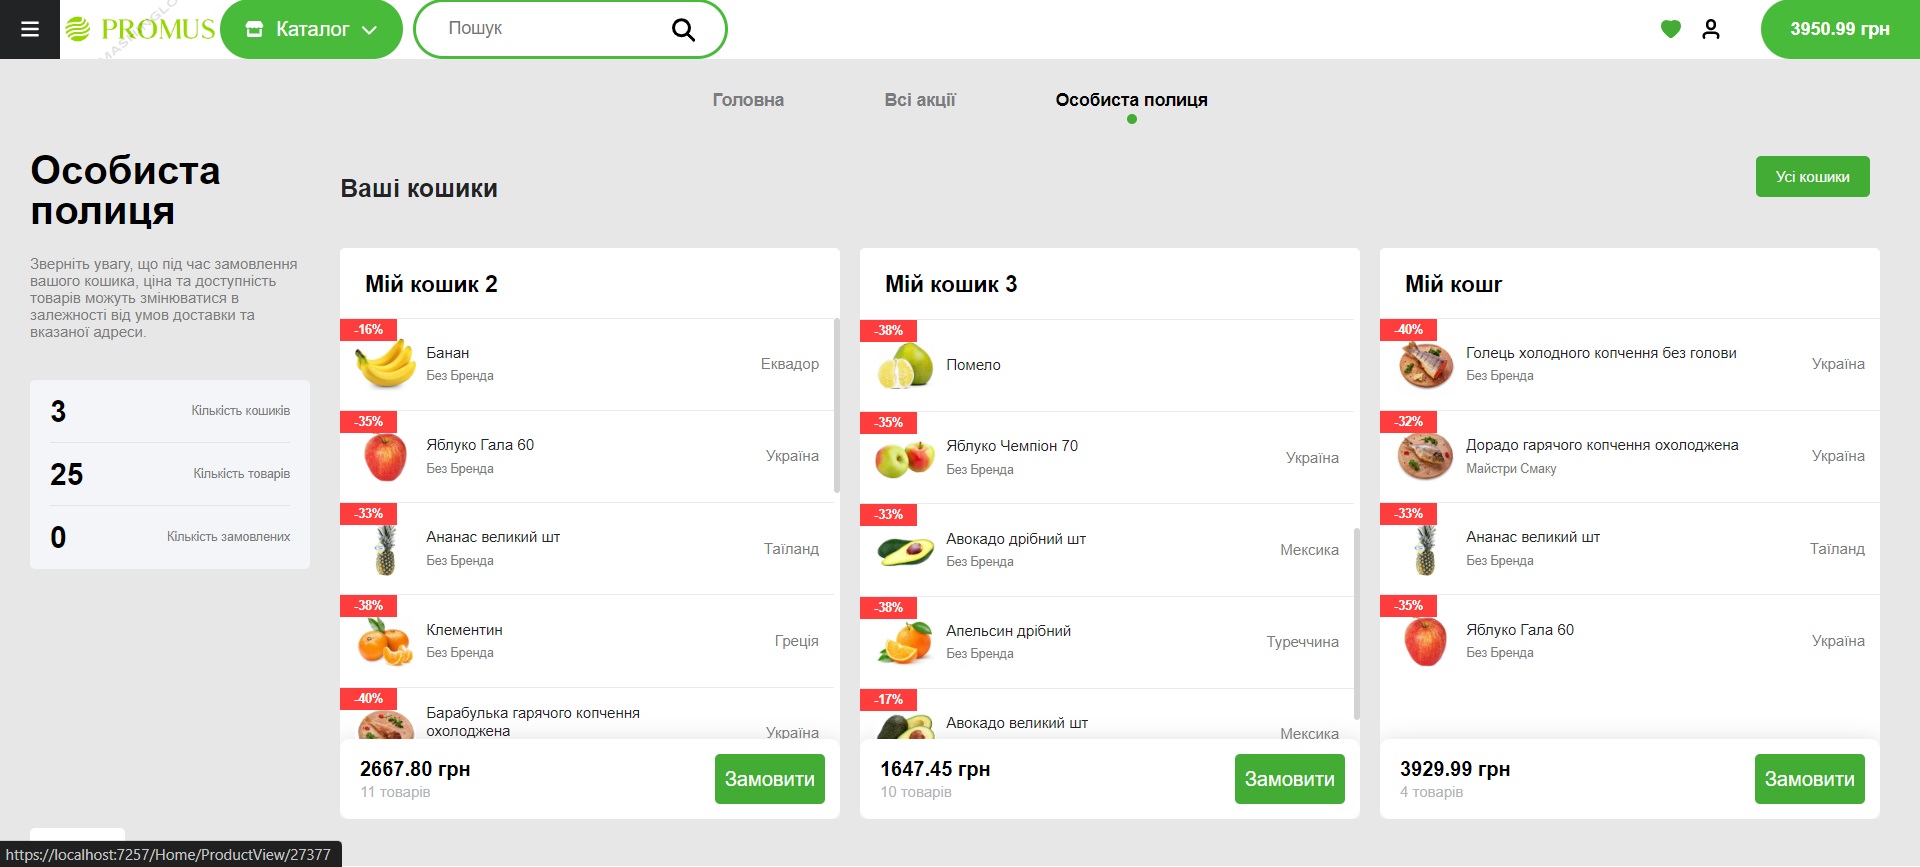 PROMUS
Каталог
Пошук
3950.99 грн
Головна
Всі акції
Особиста полиця
Особиста
полиця
Зверніть увагу, що під час замовлення
вашого кошика, ціна та доступність
товарів можуть змінюватися в
залежності від умов доставки та
вказаної адреси.
3
Кількість кошиків
25
Кількість товарів
0
Кількість замовлених
Ваші кошики
Усі кошики
Мій кошик 2
-16%
Банан
Без Бренда
Еквадор
-35%
Яблуко Гала 60
Без Бренда
Україна
-33%
Ананас великий шт
Без Бренда
Таїланд
-38%
Клементин
Без Бренда
Греція
-40%
Барабулька гарячого копчення
охолоджена
Україна
2667.80 грн
11 товарів
Замовити
Мій кошик 3
-38%
Помело
-35%
Яблуко Чемпіон 70
Без Бренда
Україна
-33%
Авокадо дрібний шт
Без Бренда
Мексика
-38%
Апельсин дрібний
Без Бренда
Туреччина
-17%
Авокадо великий шт
Мексика
1647.45 грн
10 товарів
Замовити
Мій кошr
-40%
Голець холодного копчення без голови
Без Бренда
Україна
-32%
Дорадо гарячого копчення охолоджена
Майстри Смаку
Україна
-33%
Ананас великий шт
Без Бренда
Таїланд
-35%
Яблуко Гала 60
Без Бренда
Україна
3929.99 грн
4 товарів
Замовити
https://localhost:7257/Home/ProductView/27377